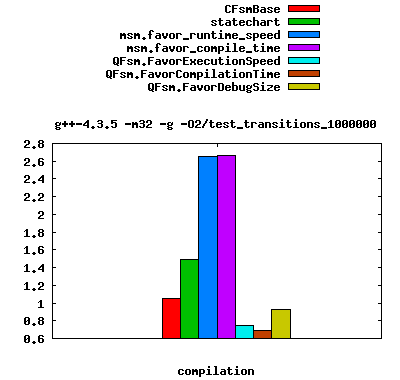 CFsmBase
statechart
msm.favor_runtime_speed
msm.favor_compile_time
QFsm.FavorExecutionSpeed
QFsm.FavorCompilationTime
QFsm.FavorDebugSize
g++-4.3.5 -m32 -g -O2/test_transitions_1000000
2.8
2.6
2.4
2.2
2
1.8
1.6
1.4
1.2
1
0.8
0.6
compilation